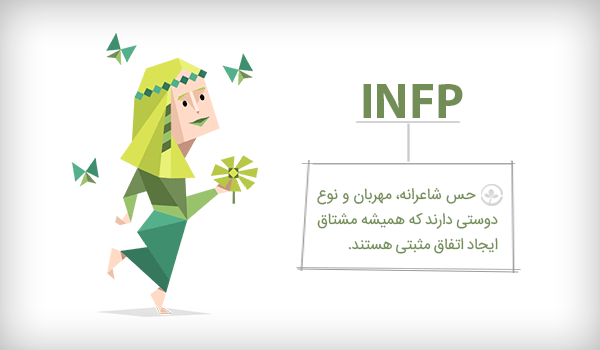 INFP
حس شاعرانه، مهربان و نوع
دوستی دارند که همیشه مشتاق
ایجاد اتفاق مثبتی هستند.